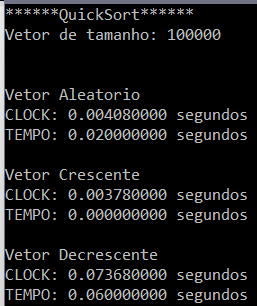 ******QuickSort******
Vetor de tamanho: 100000
Vetor Aleatorio
CLOCK: 0.004080000 segundos
TEMPO: 0.020000000 segundos
Vetor Crescente
CLOCK: 0.003780000 segundos
TEMPO: 0.000000000 segundos
Vetor Decrescente
CLOCK: 0.073680000 segundos
TEMPO: 0.060000000 segundos